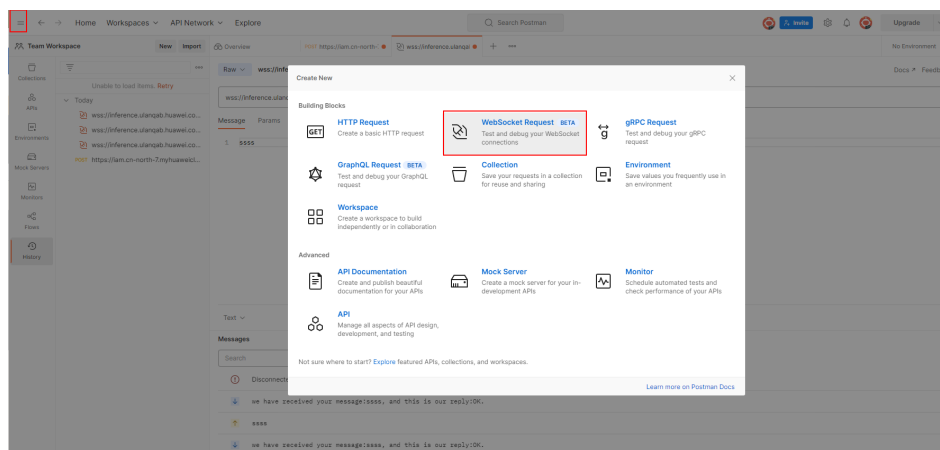 Home Workspaces API Network Explore Search Postman Invite Upgrade
Team Workspace New Import Overview POST https://iam.cn-north- wss://inference.ulanqal No Environment
Collections
APIs
Environments
Mock Servers
Monitors
Flows
History
Unable to load items. Retry
Today
wss://inference.ulanqab.huawei.co...
wss://inference.ulanqab.huawei.co...
wss://inference.ulanqab.huawei.co...
POST https://iam.cn-north-7.myhuaweici...
Raw wss://infe Docs
wss://inference.ulanq
Message Params
1 ssss
Text
Messages
Search
Disconnecte
we have received your message:ssss, and this is our reply:OK.
ssss
we have received your message:ssss, and this is our reply:OK.
Create New
Building Blocks
HTTP Request
Create a basic HTTP request
GET
WebSocket Request BETA
Test and debug your WebSocket
connections
gRPC Request
Test and debug your gRPC
request
g
GraphQL Request BETA
Test and debug your GraphQL
request
Collection
Save your requests in a collection
for reuse and sharing
Environment
Save values you frequently use in
an environment
Workspace
Create a workspace to build
independently or in collaboration
Advanced
API Documentation
Create and publish beautiful
documentation for your APIs
Mock Server
Create a mock server for your in-
development APIs
Monitor
Schedule automated tests and
check performance of your APIs
API
Manage all aspects of API design,
development, and testing
Not sure where to start? Explore featured APIs, collections, and workspaces.
Learn more on Postman Docs